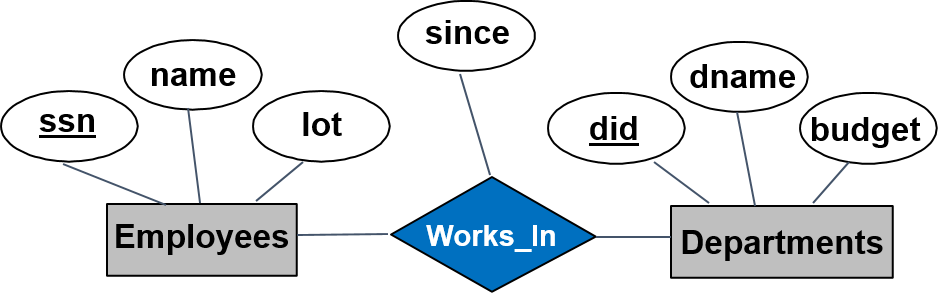 since
name
dname
ssn
lot
did
budget
Employees
Works_In
Departments